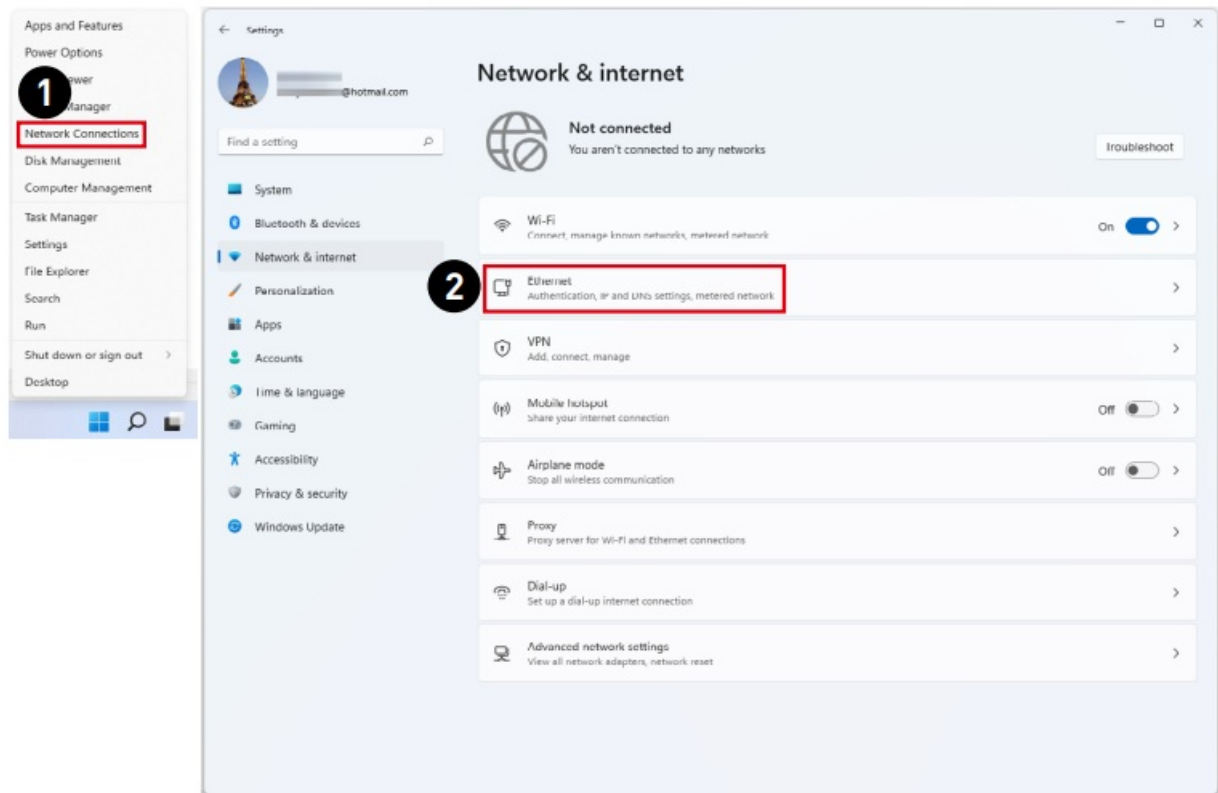 Apps and Features
Power Options
ewer
Manager
Network Connections
Disk Management
Computer Management
Task Manager
Settings
File Explorer
Search
Run
Shut down or sign out
Desktop
1
Settings
@hotmail.com
Find a setting
System
Bluetooth & devices
Network & internet
Personalization
Apps
Accounts
Time & language
Gaming
Accessibility
Privacy & security
Windows Update
Network & internet
Not connected
You aren't connected to any networks
Troubleshoot
Wi-Fi
Connect, manage known networks, metered network
On
2
Ethernet
Authentication, IP and DNS settings, metered network
VPN
Add, connect, manage
Mobile hotspot
Share your internet connection
Off
Airplane mode
Stop all wireless communication
Off
Proxy
Proxy server for Wi-Fi and Ethernet connections
Dial-up
Set up a dial-up internet connection
Advanced network settings
View all network adapters, network reset